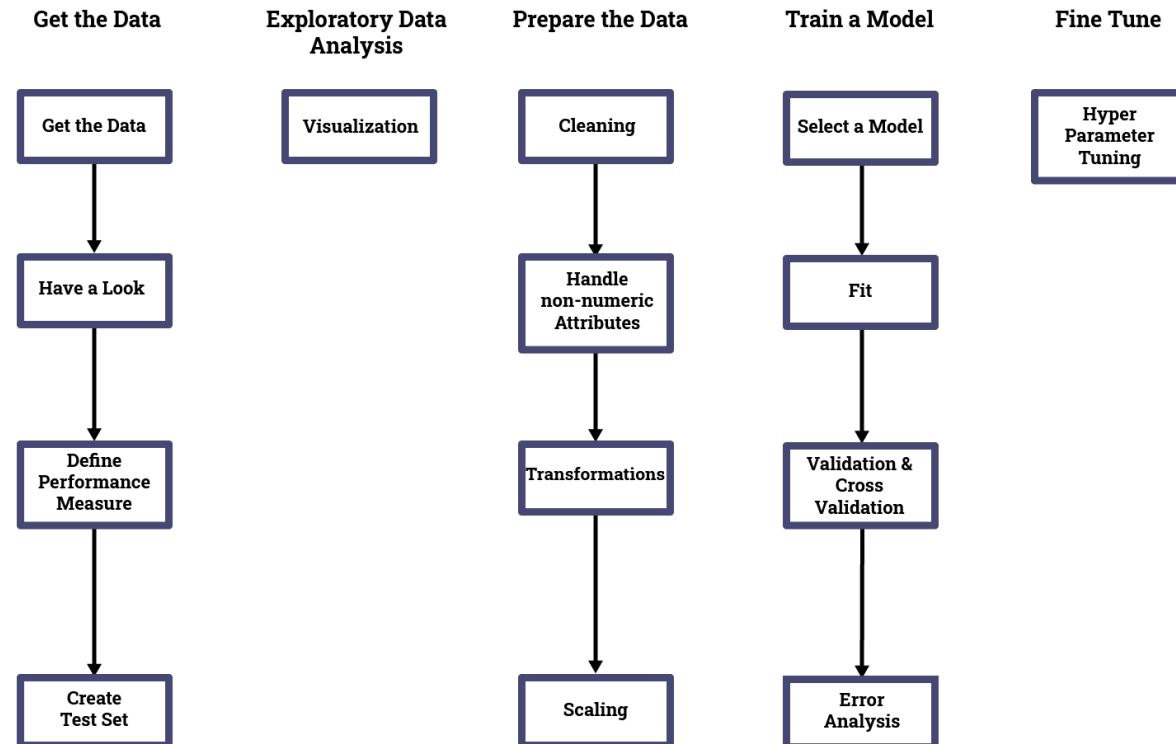 Get the Data
Exploratory Data
Analysis
Prepare the Data
Train a Model
Fine Tune
Get the Data
Have a Look
Define
Performance
Measure
Create
Test Set
Visualization
Cleaning
Handle
non-numeric
Attributes
Transformations
Scaling
Select a Model
Fit
Validation &
Cross
Validation
Error
Analysis
Hyper
Parameter
Tuning